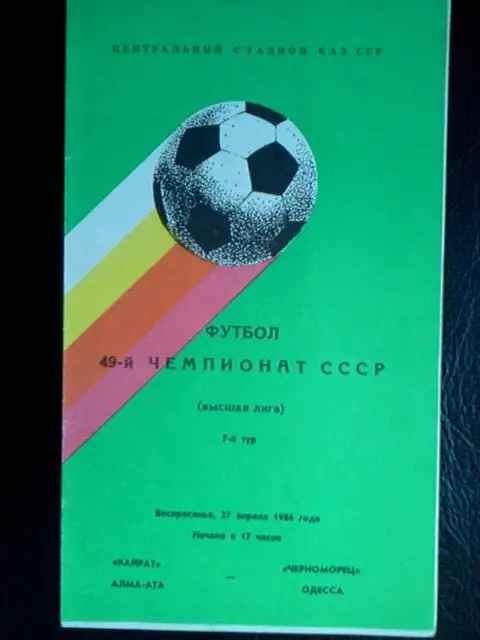 ЦЕНТРАЛЬНЫЙ СТАДИОН КАЗ ССР
ФУТБОЛ
49-й ЧЕМПИОНАТ СССР
(высшая лига)
7-й тур
Воскресенье, 27 апреля 1986 года
Начало в 17 часов
«КАЙРАТ» — «ЧЕРНОМОРЕЦ»
АЛМА-АТА ОДЕССА